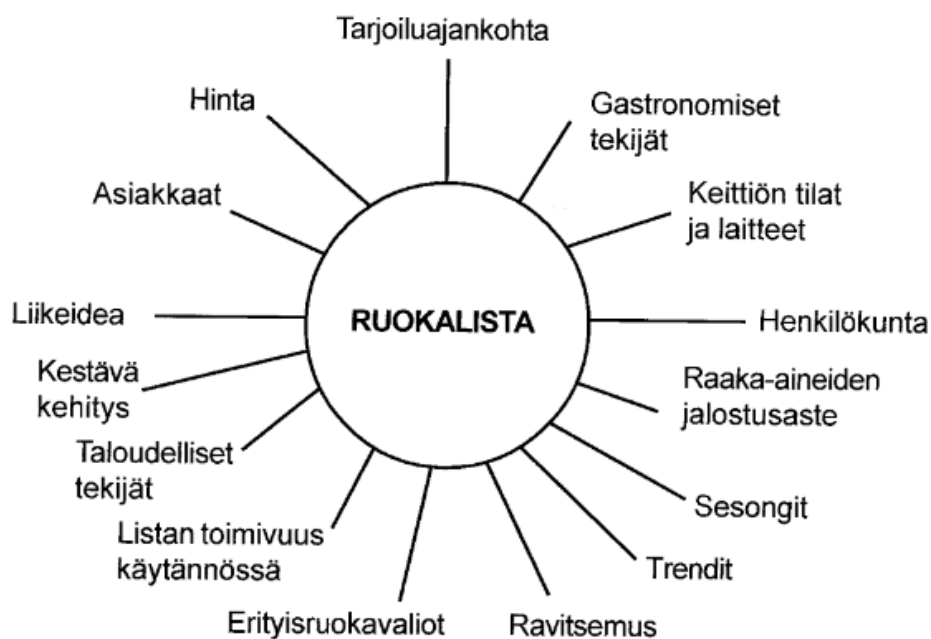 Tarjoiluajankohta
Hinta
Gastronomiset
tekijät
Asiakkaat
Keittiön tilat
ja laitteet
Liikeidea
RUOKALISTA
Henkilökunta
Kestävä
kehitys
Raaka-aineiden
jalostusaste
Taloudelliset
tekijät
Sesongit
Listan toimivuus
käytännössä
Trendit
Erityisruokavaliot
Ravitsemus